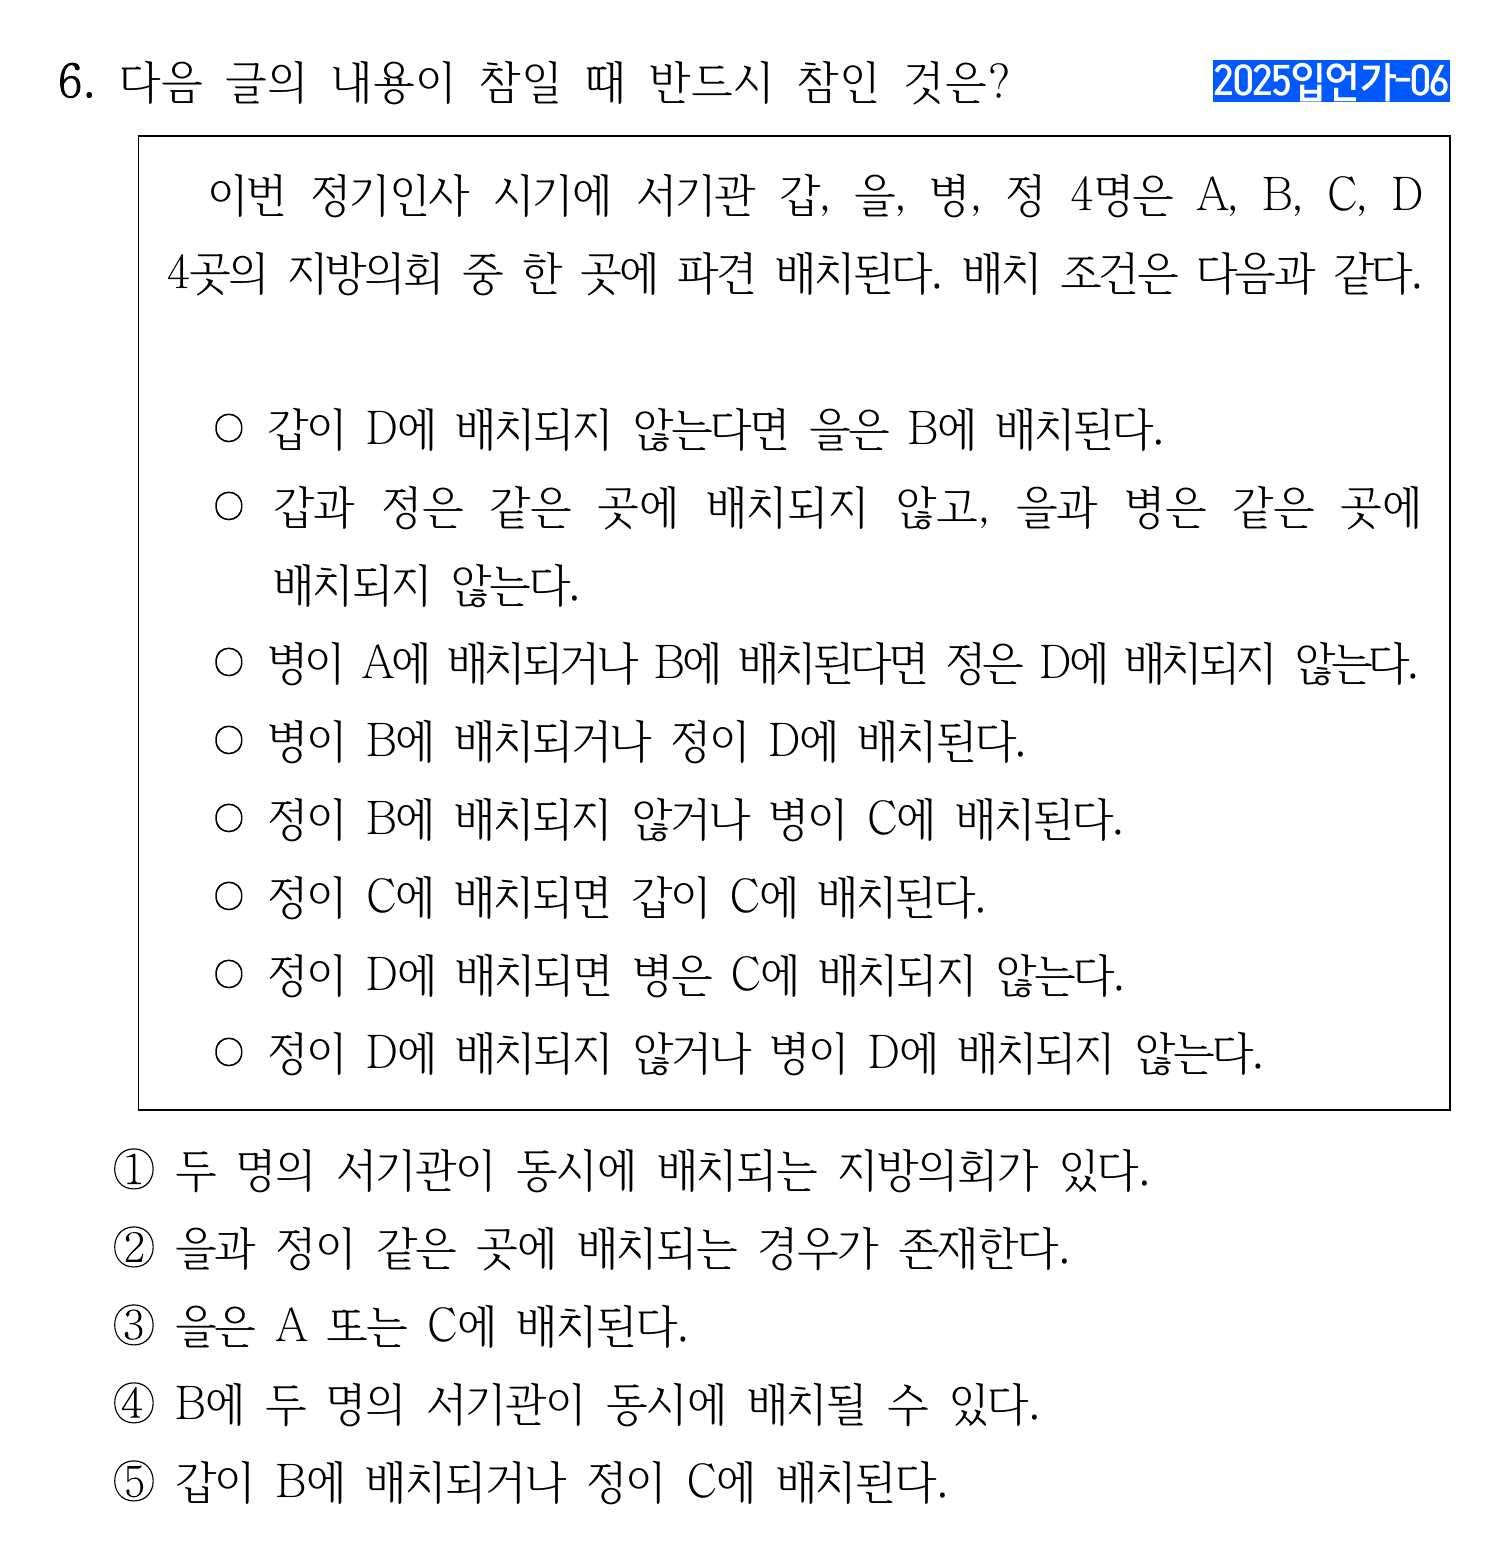 6. 다음 글의 내용이 참일 때 반드시 참인 것은? 2025입언가-06
이번 정기인사 시기에 서기관 갑, 을, 병, 정 4명은 A, B, C, D
4곳의 지방의회 중 한 곳에 파견 배치된다. 배치 조건은 다음과 같다.
○ 갑이 D에 배치되지 않는다면 을은 B에 배치된다.
○ 갑과 정은 같은 곳에 배치되지 않고, 을과 병은 같은 곳에
배치되지 않는다.
○ 병이 A에 배치되거나 B에 배치된다면 정은 D에 배치되지 않는다.
○ 병이 B에 배치되거나 정이 D에 배치된다.
○ 정이 B에 배치되지 않거나 병이 C에 배치된다.
○ 정이 C에 배치되면 갑이 C에 배치된다.
○ 정이 D에 배치되면 병은 C에 배치되지 않는다.
○ 정이 D에 배치되지 않거나 병이 D에 배치되지 않는다.
① 두 명의 서기관이 동시에 배치되는 지방의회가 있다.
② 을과 정이 같은 곳에 배치되는 경우가 존재한다.
③ 을은 A 또는 C에 배치된다.
④ B에 두 명의 서기관이 동시에 배치될 수 있다.
⑤ 갑이 B에 배치되거나 정이 C에 배치된다.